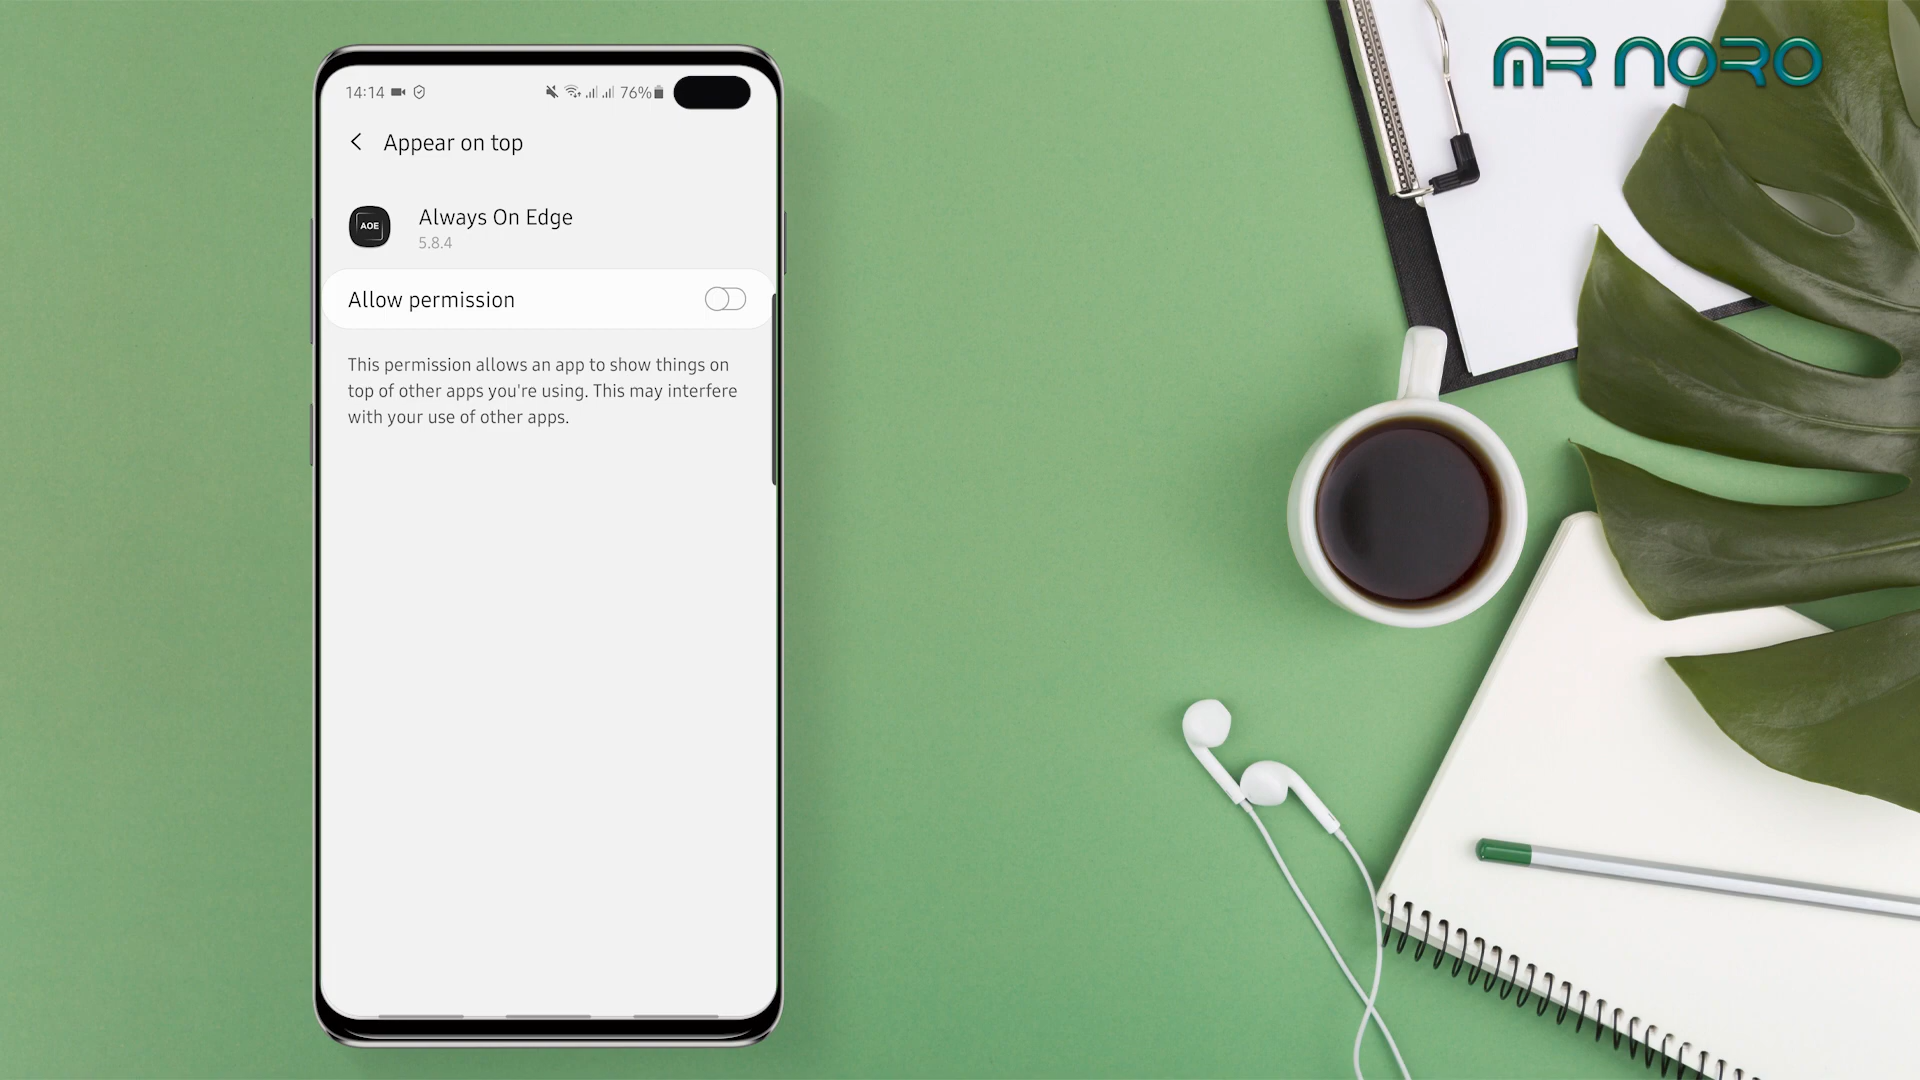 MR NORO
14:14
76%
Appear on top
AOE
Always On Edge
5.8.4
Allow permission
This permission allows an app to show things on
top of other apps you're using. This may interfere
with your use of other apps.